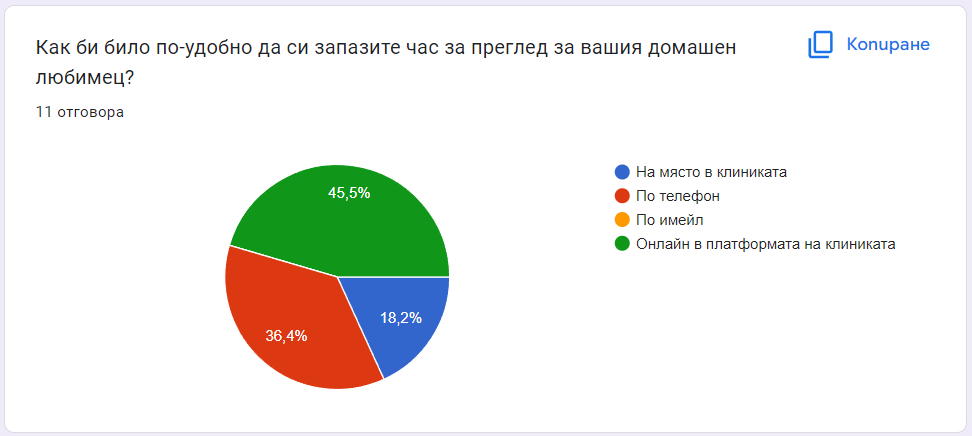 Как би било по-удобно да си запазите час за преглед за вашия домашен
любимец?
Копиране
11 отговора
45,5%
36,4%
18,2%
На място в клиниката
По телефон
По имейл
Онлайн в платформата на клиниката